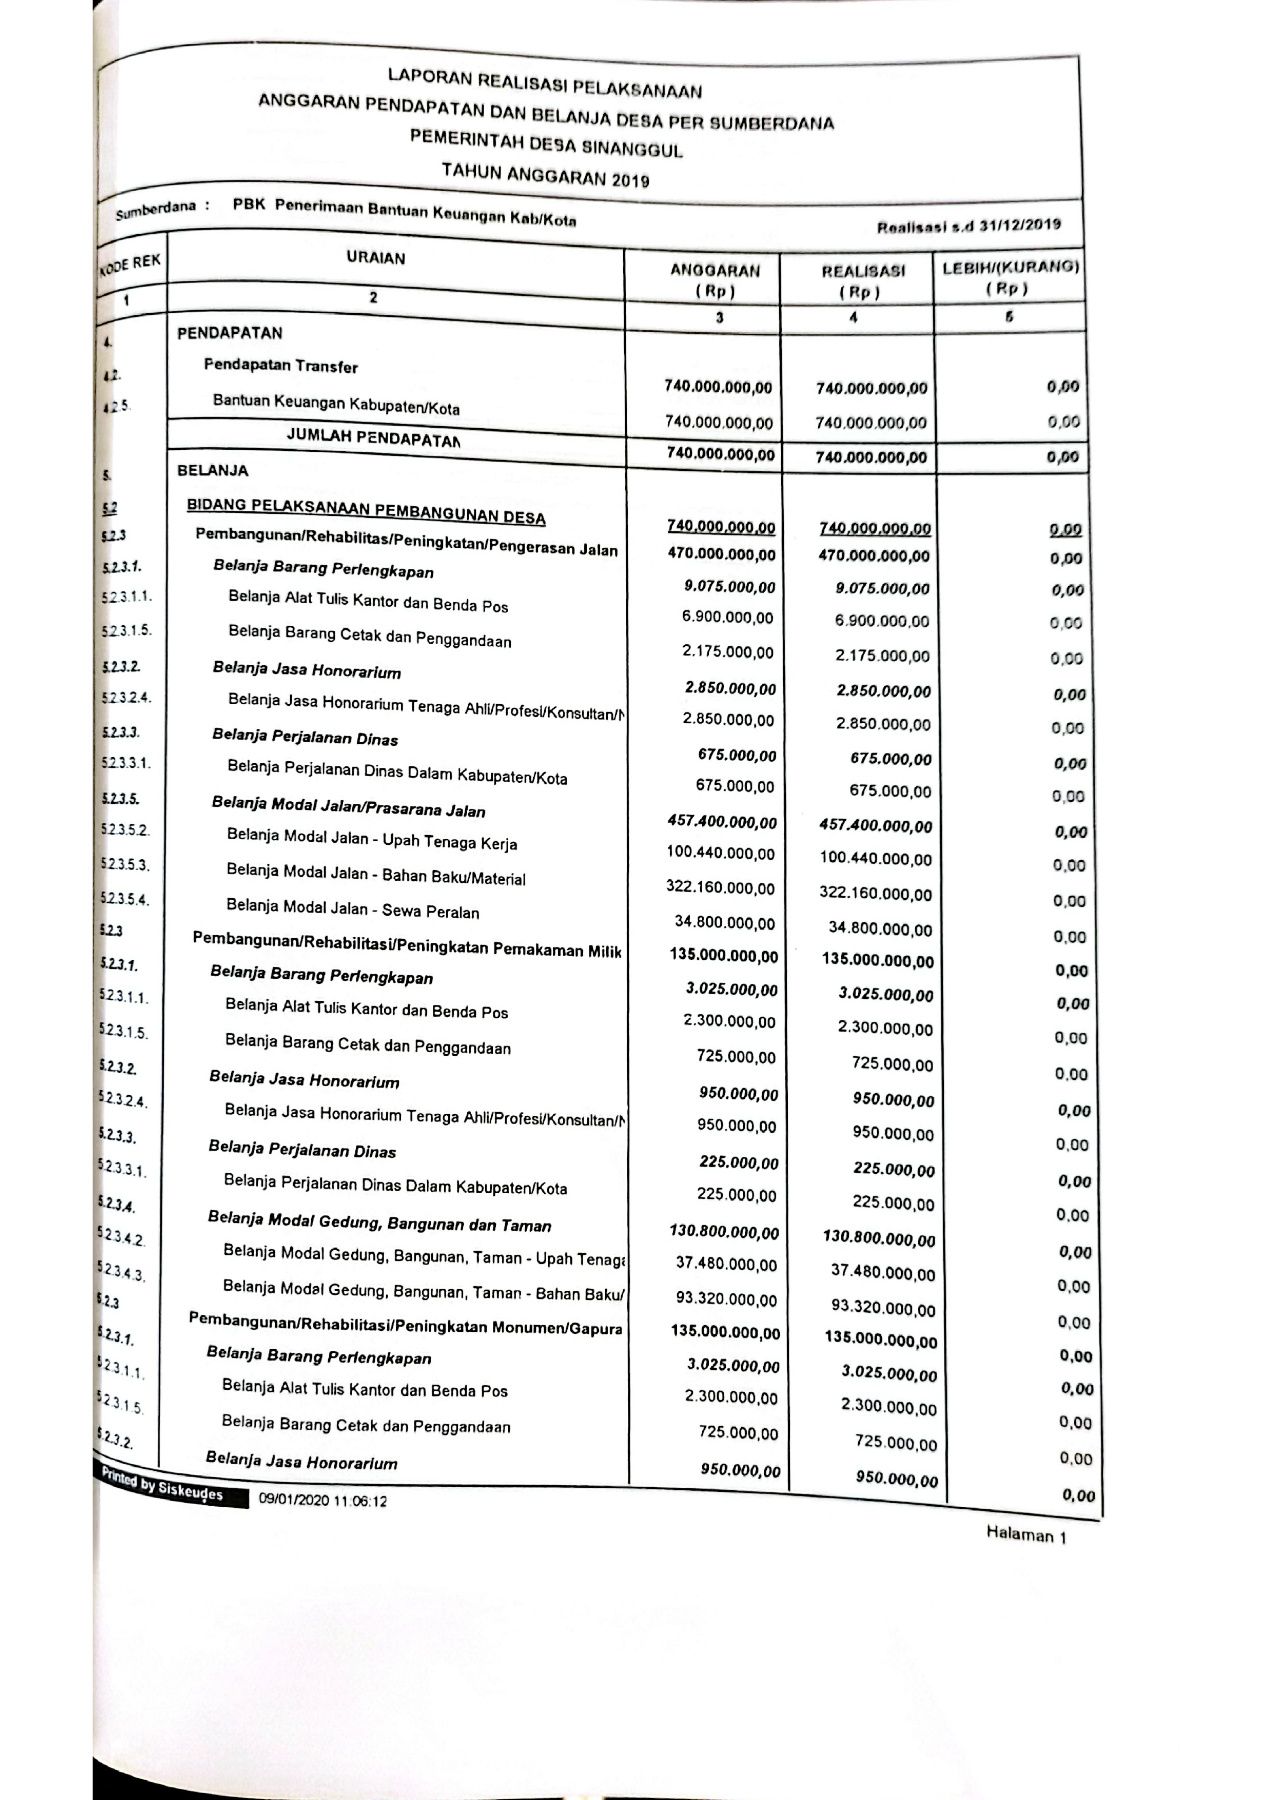 LAPORAN REALISASI PELAKSANAAN
ANGGARAN PENDAPATAN DAN BELANJA DESA PER SUMBERDANA
PEMERINTAH DESA SINANGGUL
TAHUN ANGGARAN 2019
Sumberdana : PBK Penerimaan Bantuan Keuangan Kab/Kota Realisasi s.d 31/12/2019
KODE REK URAIAN ANGGARAN (Rp) REALISASI (Rp) LEBIH/(KURANG) (Rp)
1 2 3 4 5
4. PENDAPATAN
4.2. Pendapatan Transfer 740.000.000,00 740.000.000,00 0,00
4.2.5. Bantuan Keuangan Kabupaten/Kota 740.000.000,00 740.000.000,00 0,00
JUMLAH PENDAPATAN 740.000.000,00 740.000.000,00 0,00
5. BELANJA
5.2 BIDANG PELAKSANAAN PEMBANGUNAN DESA 740.000.000,00 740.000.000,00 0,00
5.2.3 Pembangunan/Rehabilitas/Peningkatan/Pengerasan Jalan 470.000.000,00 470.000.000,00 0,00
5.2.3.1. Belanja Barang Perlengkapan 9.075.000,00 9.075.000,00 0,00
5.2.3.1.1. Belanja Alat Tulis Kantor dan Benda Pos 6.900.000,00 6.900.000,00 0,00
5.2.3.1.5. Belanja Barang Cetak dan Penggandaan 2.175.000,00 2.175.000,00 0,00
5.2.3.2. Belanja Jasa Honorarium 2.850.000,00 2.850.000,00 0,00
5.2.3.2.4. Belanja Jasa Honorarium Tenaga Ahli/Profesi/Konsultan/ 2.850.000,00 2.850.000,00 0,00
5.2.3.3. Belanja Perjalanan Dinas 675.000,00 675.000,00 0,00
5.2.3.3.1. Belanja Perjalanan Dinas Dalam Kabupaten/Kota 675.000,00 675.000,00 0,00
5.2.3.5. Belanja Modal Jalan/Prasarana Jalan 457.400.000,00 457.400.000,00 0,00
5.2.3.5.2. Belanja Modal Jalan - Upah Tenaga Kerja 100.440.000,00 100.440.000,00 0,00
5.2.3.5.3. Belanja Modal Jalan - Bahan Baku/Material 322.160.000,00 322.160.000,00 0,00
5.2.3.5.4. Belanja Modal Jalan - Sewa Peralan 34.800.000,00 34.800.000,00 0,00
5.2.3 Pembangunan/Rehabilitasi/Peningkatan Pemakaman Milik 135.000.000,00 135.000.000,00 0,00
5.2.3.1. Belanja Barang Perlengkapan 3.025.000,00 3.025.000,00 0,00
5.2.3.1.1. Belanja Alat Tulis Kantor dan Benda Pos 2.300.000,00 2.300.000,00 0,00
5.2.3.1.5. Belanja Barang Cetak dan Penggandaan 725.000,00 725.000,00 0,00
5.2.3.2. Belanja Jasa Honorarium 950.000,00 950.000,00 0,00
5.2.3.2.4. Belanja Jasa Honorarium Tenaga Ahli/Profesi/Konsultan/ 950.000,00 950.000,00 0,00
5.2.3.3. Belanja Perjalanan Dinas 225.000,00 225.000,00 0,00
5.2.3.3.1. Belanja Perjalanan Dinas Dalam Kabupaten/Kota 225.000,00 225.000,00 0,00
5.2.3.4. Belanja Modal Gedung, Bangunan dan Taman 130.800.000,00 130.800.000,00 0,00
5.2.3.4.2. Belanja Modal Gedung, Bangunan, Taman - Upah Tenaga 37.480.000,00 37.480.000,00 0,00
5.2.3.4.3. Belanja Modal Gedung, Bangunan, Taman - Bahan Baku/ 93.320.000,00 93.320.000,00 0,00
5.2.3 Pembangunan/Rehabilitasi/Peningkatan Monumen/Gapura 135.000.000,00 135.000.000,00 0,00
5.2.3.1. Belanja Barang Perlengkapan 3.025.000,00 3.025.000,00 0,00
5.2.3.1.1. Belanja Alat Tulis Kantor dan Benda Pos 2.300.000,00 2.300.000,00 0,00
5.2.3.1.5. Belanja Barang Cetak dan Penggandaan 725.000,00 725.000,00 0,00
5.2.3.2. Belanja Jasa Honorarium 950.000,00 950.000,00 0,00
Printed by Siskeudes 09/01/2020 11:06:12
Halaman 1